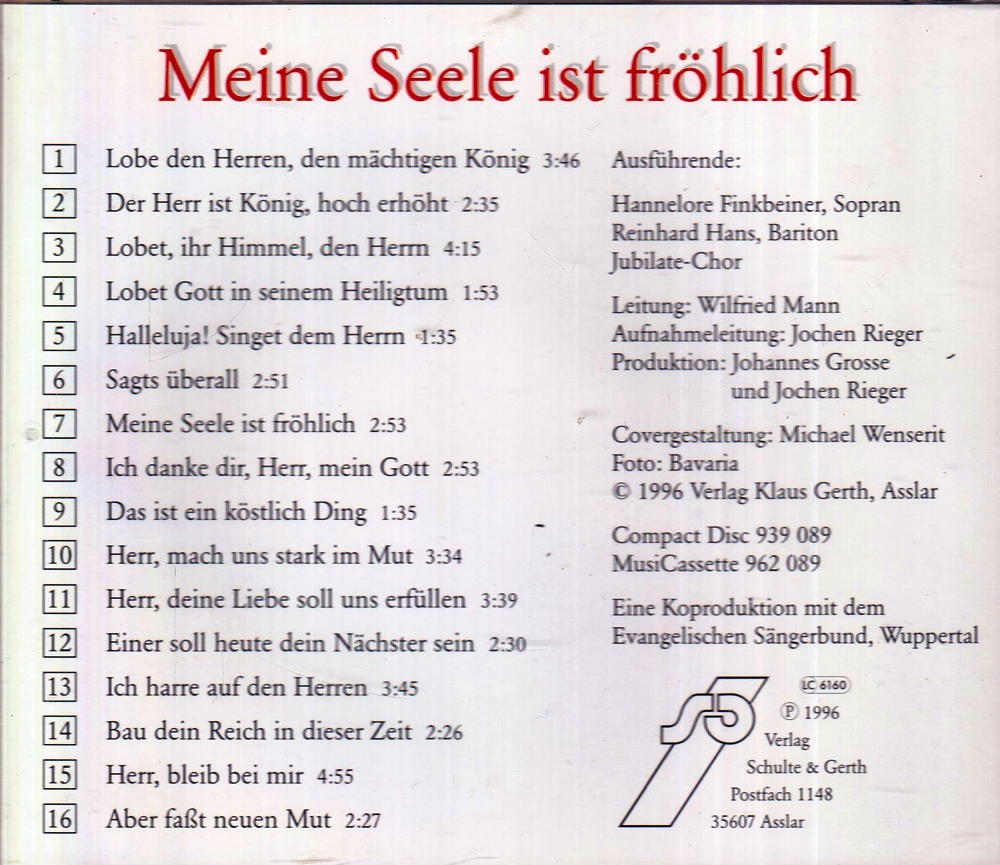 Meine Seele ist fröhlich
1 Lobe den Herren, den mächtigen König 3:46
2 Der Herr ist König, hoch erhöht 2:35
3 Lobet, ihr Himmel, den Herrn 4:15
4 Lobet Gott in seinem Heiligtum 1:53
5 Halleluja! Singet dem Herrn 1:35
6 Sagts überall 2:51
7 Meine Seele ist fröhlich 2:53
8 Ich danke dir, Herr, mein Gott 2:53
9 Das ist ein köstlich Ding 1:35
10 Herr, mach uns stark im Mut 3:34
11 Herr, deine Liebe soll uns erfüllen 3:39
12 Einer soll heute dein Nächster sein 2:30
13 Ich harre auf den Herren 3:45
14 Bau dein Reich in dieser Zeit 2:26
15 Herr, bleib bei mir 4:55
16 Aber faßt neuen Mut 2:27
Ausführende:
Hannelore Finkbeiner, Sopran
Reinhard Hans, Bariton
Jubilate-Chor
Leitung: Wilfried Mann
Aufnahmeleitung: Jochen Rieger
Produktion: Johannes Grosse
und Jochen Rieger
Covergestaltung: Michael Wenserit
Foto: Bavaria
© 1996 Verlag Klaus Gerth, Asslar
Compact Disc 939 089
MusiCassette 962 089
Eine Koproduktion mit dem
Evangelischen Sängerbund, Wuppertal
LC 6160
℗ 1996
Verlag
Schulte & Gerth
Postfach 1148
35607 Asslar